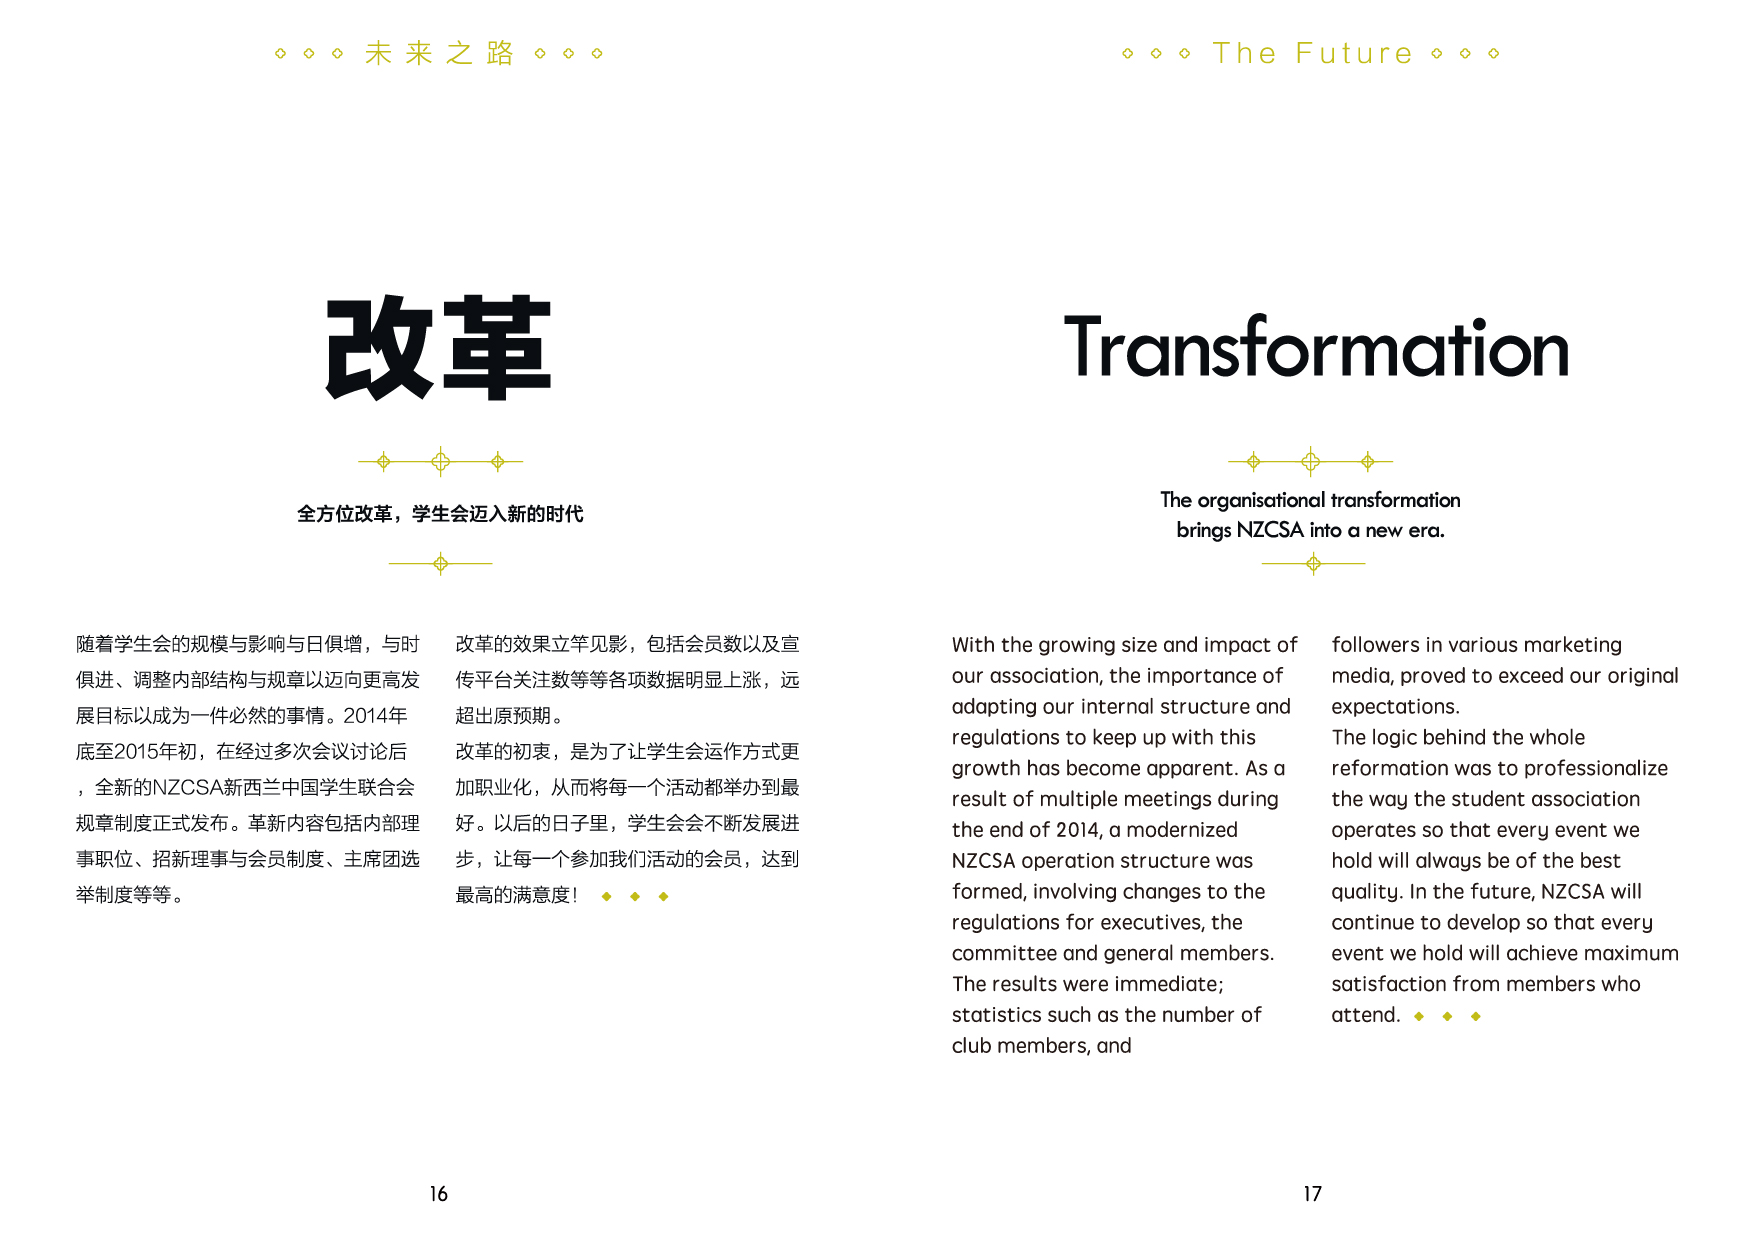 未来之路
改革
全方位改革，学生会迈入新的时代
随着学生会的规模与影响与日俱增，与时
俱进、调整内部结构与规章以迈向更高发
展目标以成为一件必然的事情。2014年
底至2015年初，在经过多次会议讨论后
，全新的NZCSA新西兰中国学生联合会
规章制度正式发布。革新内容包括内部理
事职位、招新理事与会员制度、主席团选
举制度等等。
改革的效果立竿见影，包括会员数以及宣
传平台关注数等等各项数据明显上涨，远
超出原预期。
改革的初衷，是为了让学生会运作方式更
加职业化，从而将每一个活动都举办到最
好。以后的日子里，学生会会不断发展进
步，让每一个参加我们活动的会员，达到
最高的满意度！
16
The Future
Transformation
The organisational transformation
brings NZCSA into a new era.
With the growing size and impact of
our association, the importance of
adapting our internal structure and
regulations to keep up with this
growth has become apparent. As a
result of multiple meetings during
the end of 2014, a modernized
NZCSA operation structure was
formed, involving changes to the
regulations for executives, the
committee and general members.
The results were immediate;
statistics such as the number of
club members, and
followers in various marketing
media, proved to exceed our original
expectations.
The logic behind the whole
reformation was to professionalize
the way the student association
operates so that every event we
hold will always be of the best
quality. In the future, NZCSA will
continue to develop so that every
event we hold will achieve maximum
satisfaction from members who
attend.
17